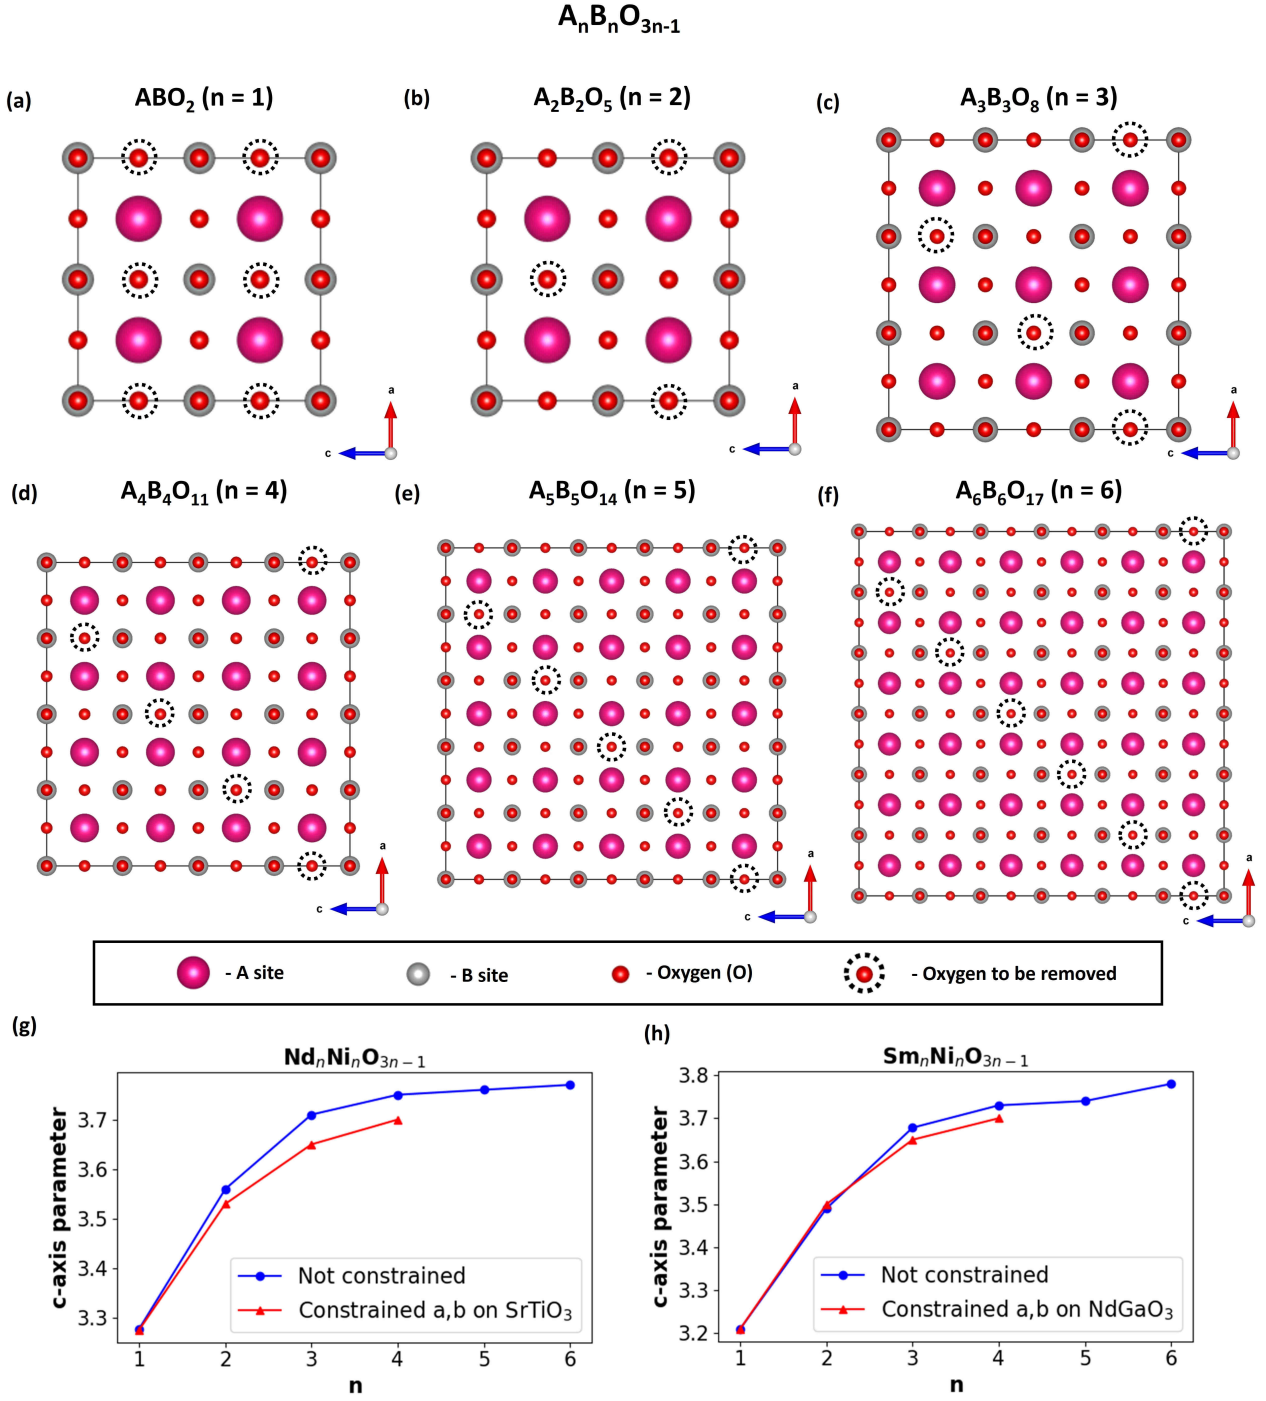 AₙBₙO₃ₙ₋₁
(a) ABO₂ (n = 1)
(b) A₂B₂O₅ (n = 2)
(c) A₃B₃O₈ (n = 3)
a
c
a
c
a
c
(d) A₄B₄O₁₁ (n = 4)
(e) A₅B₅O₁₄ (n = 5)
(f) A₆B₆O₁₇ (n = 6)
a
c
a
c
a
c
- A site
- B site
- Oxygen (O)
- Oxygen to be removed
(g)
NdₙNiₙO₃ₙ₋₁
c-axis parameter
3.7
3.6
3.5
3.4
3.3
Not constrained
Constrained a,b on SrTiO₃
1 2 3 4 5 6
n
(h)
SmₙNiₙO₃ₙ₋₁
c-axis parameter
3.8
3.7
3.6
3.5
3.4
3.3
3.2
Not constrained
Constrained a,b on NdGaO₃
1 2 3 4 5 6
n